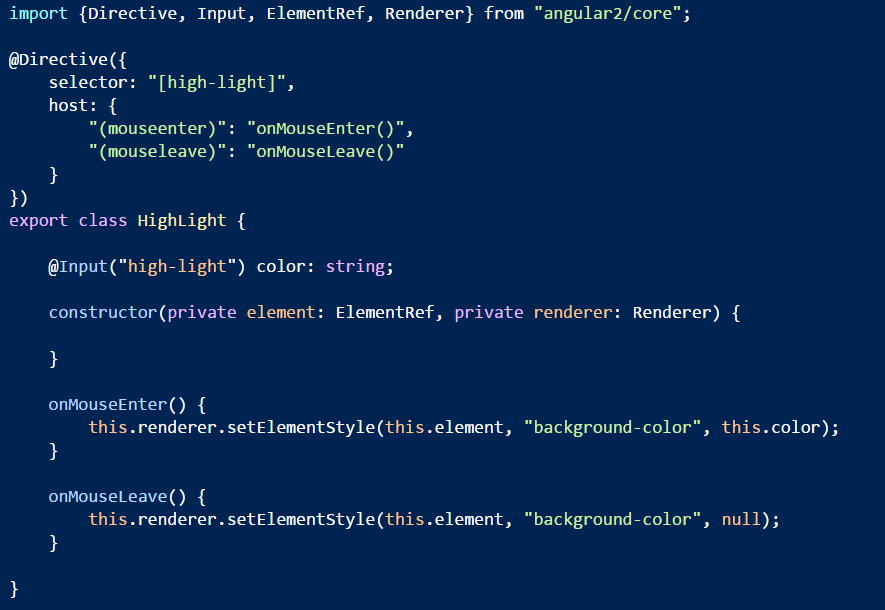 import {Directive, Input, ElementRef, Renderer} from "angular2/core";
@Directive({
    selector: "[high-light]",
    host: {
        "(mouseenter)": "onMouseEnter()",
        "(mouseleave)": "onMouseLeave()"
    }
})
export class HighLight {
    @Input("high-light") color: string;
    constructor(private element: ElementRef, private renderer: Renderer) {
    }
    onMouseEnter() {
        this.renderer.setElementStyle(this.element, "background-color", this.color);
    }
    onMouseLeave() {
        this.renderer.setElementStyle(this.element, "background-color", null);
    }
}